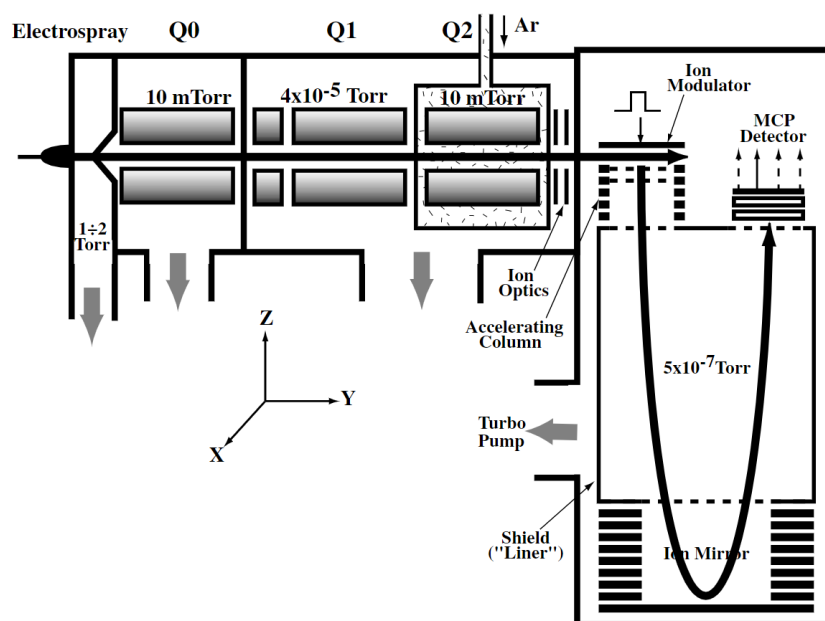 Electrospray
Q0
Q1
Q2
Ar
10 mTorr
4x10-5 Torr
10 mTorr
Ion
Modulator
MCP
Detector
1÷2
Torr
Ion
Optics
Accelerating
Column
Z
Y
X
5x10-7Torr
Turbo
Pump
Shield
("Liner")
Ion Mirror